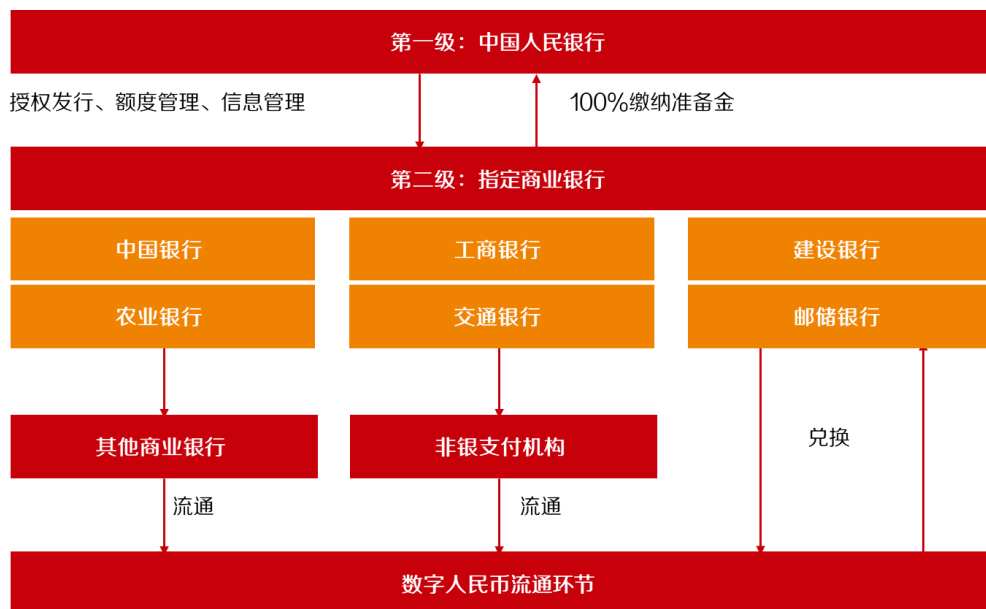 第一级：中国人民银行
授权发行、额度管理、信息管理
100%缴纳准备金
第二级：指定商业银行
中国银行
工商银行
建设银行
农业银行
交通银行
邮储银行
其他商业银行
非银支付机构
兑换
流通
流通
数字人民币流通环节